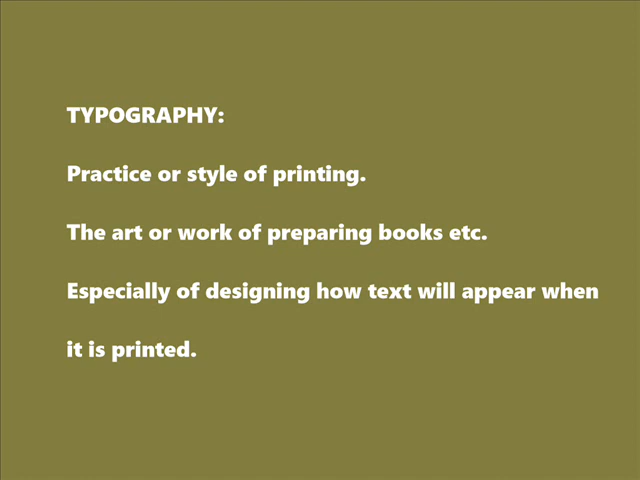 TYPOGRAPHY:
Practice or style of printing.
The art or work of preparing books etc.
Especially of designing how text will appear when
it is printed.